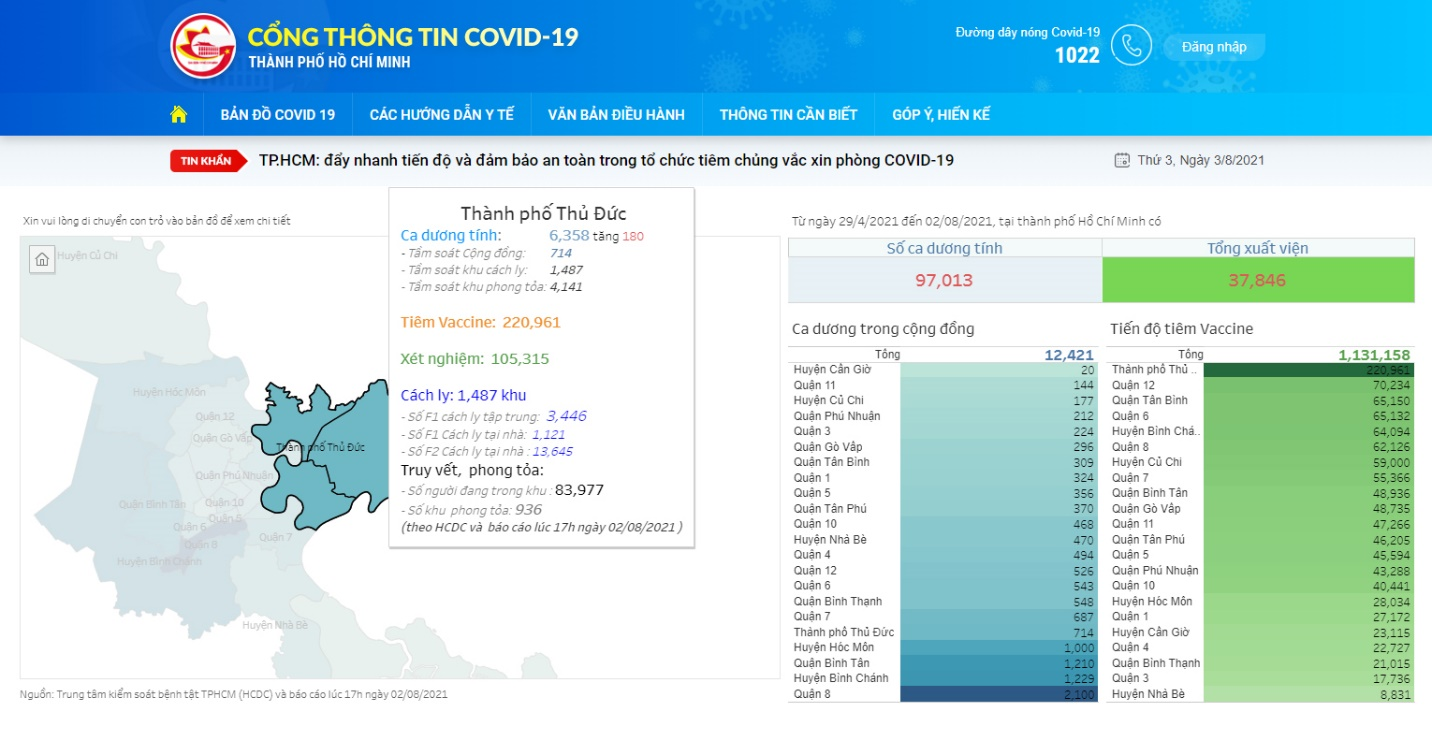 CỔNG THÔNG TIN COVID-19
THÀNH PHỐ HỒ CHÍ MINH
Đường dây nóng Covid-19
1022
Đăng nhập
BẢN ĐỒ COVID 19 CÁC HƯỚNG DẪN Y TẾ VĂN BẢN ĐIỀU HÀNH THÔNG TIN CẦN BIẾT GÓP Ý, HIẾN KẾ
TIN KHẨN TP.HCM: đẩy nhanh tiến độ và đảm bảo an toàn trong tổ chức tiêm chủng vắc xin phòng COVID-19
Thứ 3, Ngày 3/8/2021
Xin vui lòng di chuyển con trỏ vào bản đồ để xem chi tiết
Huyện Củ Chi
Huyện Hóc Môn
Quận 12
Quận Gò Vấp
Thành phố Thủ Đức
Quận Phú Nhuận
Quận Bình Tân
Quận 10
Quận 6
Quận 5
Quận 8
Quận 7
Huyện Bình Chánh
Huyện Nhà Bè
Thành phố Thủ Đức
Ca dương tính: 6,358 tăng 180
- Tầm soát Cộng đồng: 714
- Tầm soát khu cách ly: 1,487
- Tầm soát khu phong tỏa: 4,141
Tiêm Vaccine: 220,961
Xét nghiệm: 105,315
Cách ly: 1,487 khu
- Số F1 cách ly tập trung: 3,446
- Số F1 Cách ly tại nhà: 1,121
- Số F2 Cách ly tại nhà : 13,645
Truy vết, phong tỏa:
- Số người đang trong khu : 83,977
- Số khu phong tỏa: 936
(theo HCDC và báo cáo lúc 17h ngày 02/08/2021 )
Nguồn: Trung tâm kiểm soát bệnh tật TPHCM (HCDC) và báo cáo lúc 17h ngày 02/08/2021
Từ ngày 29/4/2021 đến 02/08/2021, tại thành phố Hồ Chí Minh có
Số ca dương tính Tổng xuất viện
97,013 37,846
Ca dương trong cộng đồng
Tổng 12,421
Huyện Cần Giờ 20
Quận 11 144
Huyện Củ Chi 177
Quận Phú Nhuận 212
Quận 3 224
Quận Gò Vấp 296
Quận Tân Bình 309
Quận 1 324
Quận 5 356
Quận Tân Phú 370
Quận 10 468
Huyện Nhà Bè 470
Quận 4 494
Quận 12 526
Quận 6 543
Quận Bình Thạnh 548
Quận 7 687
Thành phố Thủ Đức 714
Huyện Hóc Môn 1,000
Quận Bình Tân 1,210
Huyện Bình Chánh 1,229
Quận 8 2,100
Tiến độ tiêm Vaccine
Tổng 1,131,158
Thành phố Thủ .. 220,961
Quận 12 70,234
Quận Tân Bình 65,150
Quận 6 65,132
Huyện Bình Chá.. 64,094
Quận 8 62,126
Huyện Củ Chi 59,000
Quận 7 55,366
Quận Bình Tân 48,936
Quận Gò Vấp 48,735
Quận 11 47,266
Quận Tân Phú 46,205
Quận 5 45,594
Quận Phú Nhuận 43,288
Quận 10 40,441
Huyện Hóc Môn 28,034
Quận 1 27,172
Huyện Cần Giờ 23,115
Quận 4 22,727
Quận Bình Thạnh 21,015
Quận 3 17,736
Huyện Nhà Bè 8,831